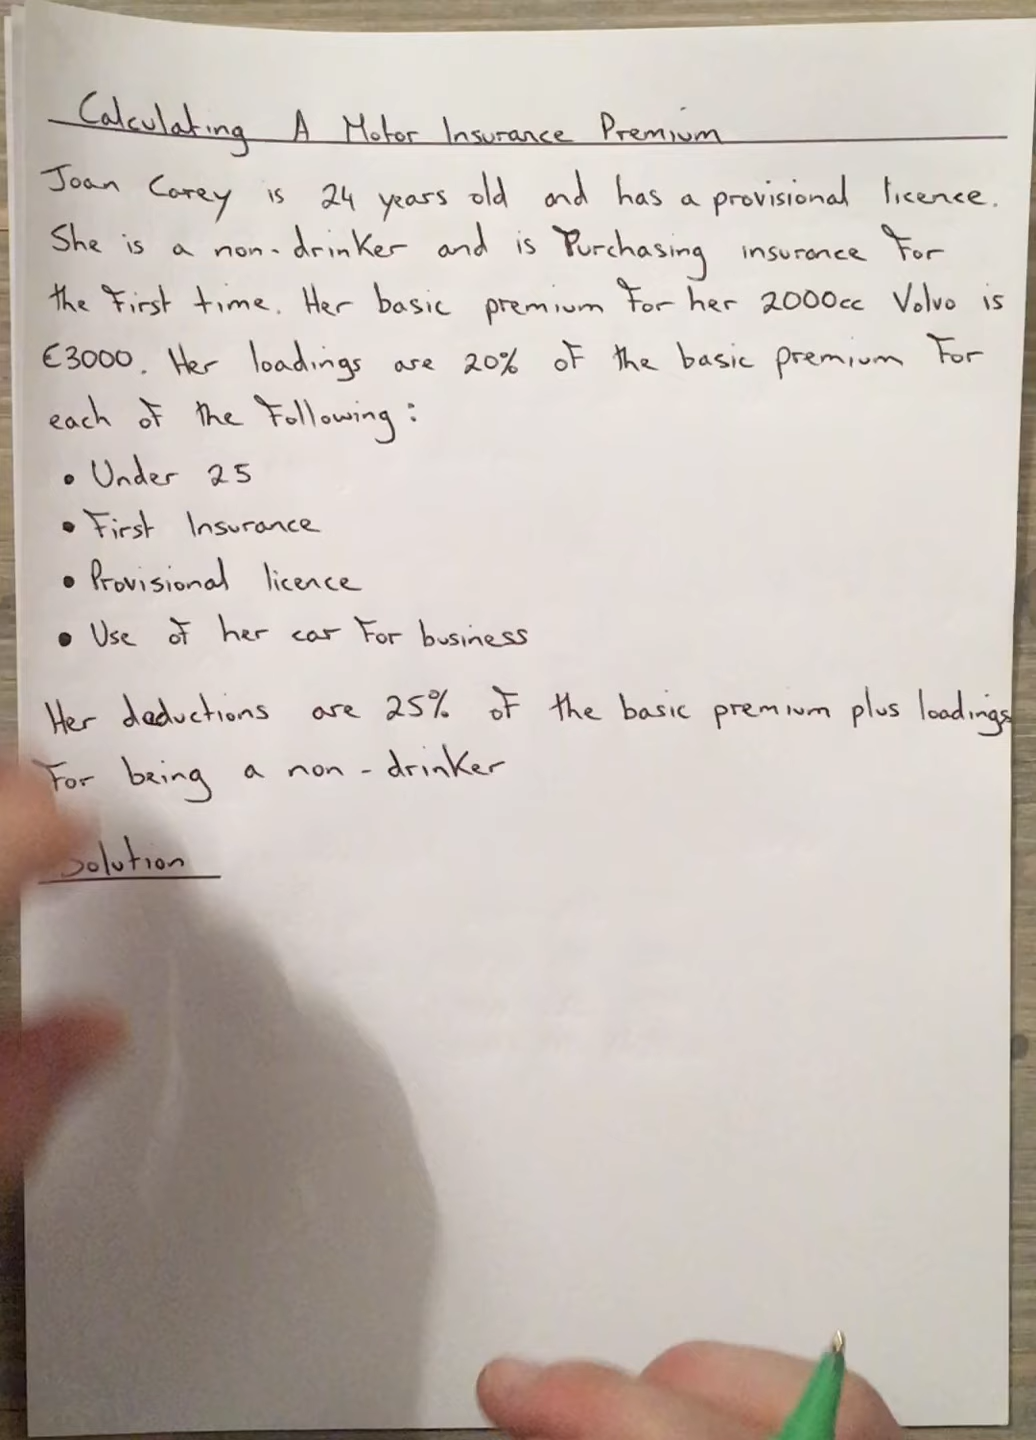 Calculating A Motor Insurance Premium
Joan Carey is 24 years old and has a provisional licence.
She is a non-drinker and is Purchasing insurance For
the First time. Her basic premium For her 2000cc Volvo is
€3000. Her loadings are 20% of the basic premium For
each of the Following:
• Under 25
• First Insurance
• Provisional licence
• Use of her car For business
Her deductions are 25% of the basic premium plus loadings
For being a non-drinker
Solution